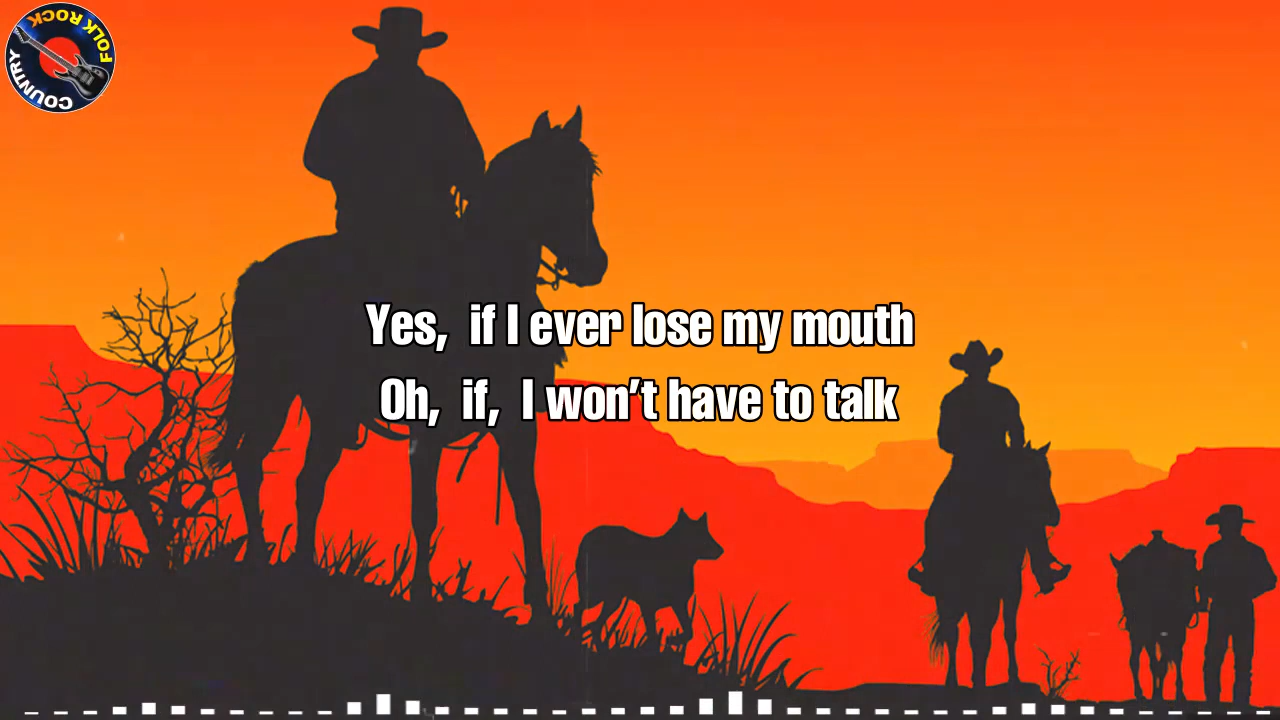 FOLK ROCK
COUNTRY
Yes, if I ever lose my mouth
Oh, if, I won't have to talk